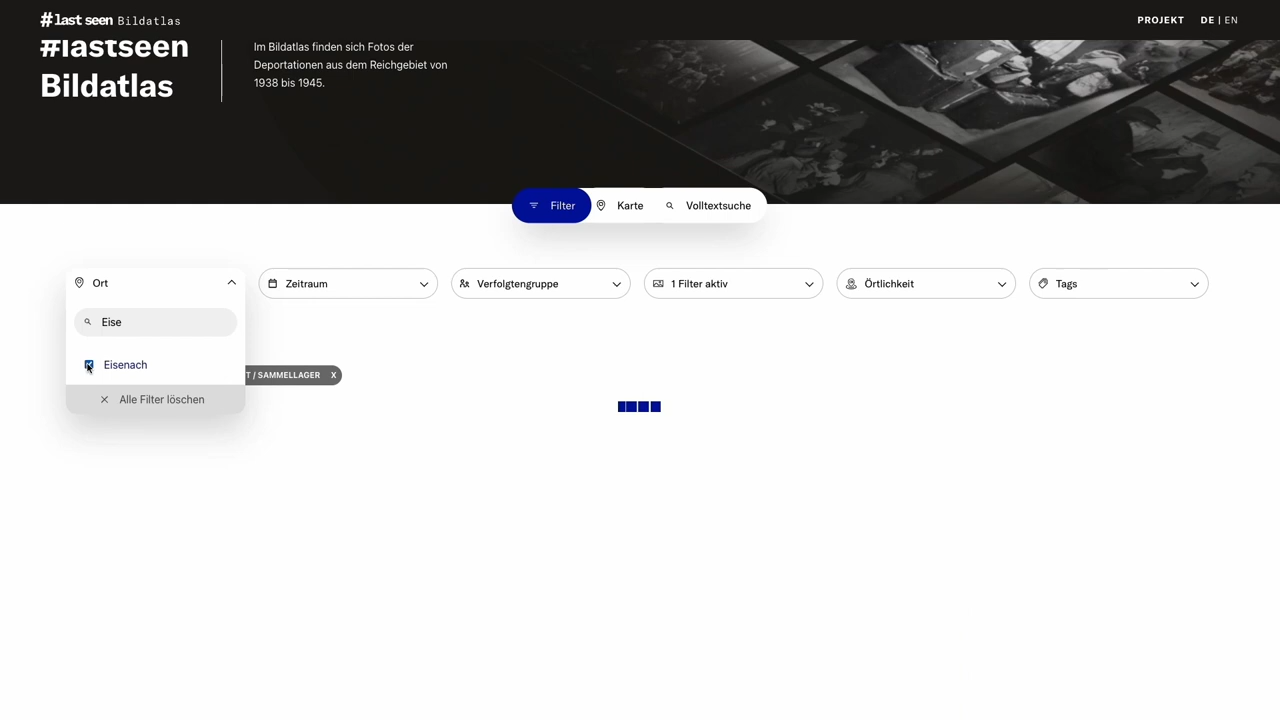 #last seen Bildatlas
PROJEKT DE | EN
#lastseen
Bildatlas
Im Bildatlas finden sich Fotos der
Deportationen aus dem Reichgebiet von
1938 bis 1945.
Filter Karte Volltextsuche
Ort Zeitraum Verfolgtengruppe 1 Filter aktiv Örtlichkeit Tags
Eise
Eisenach
T / SAMMELLAGER X
Alle Filter löschen